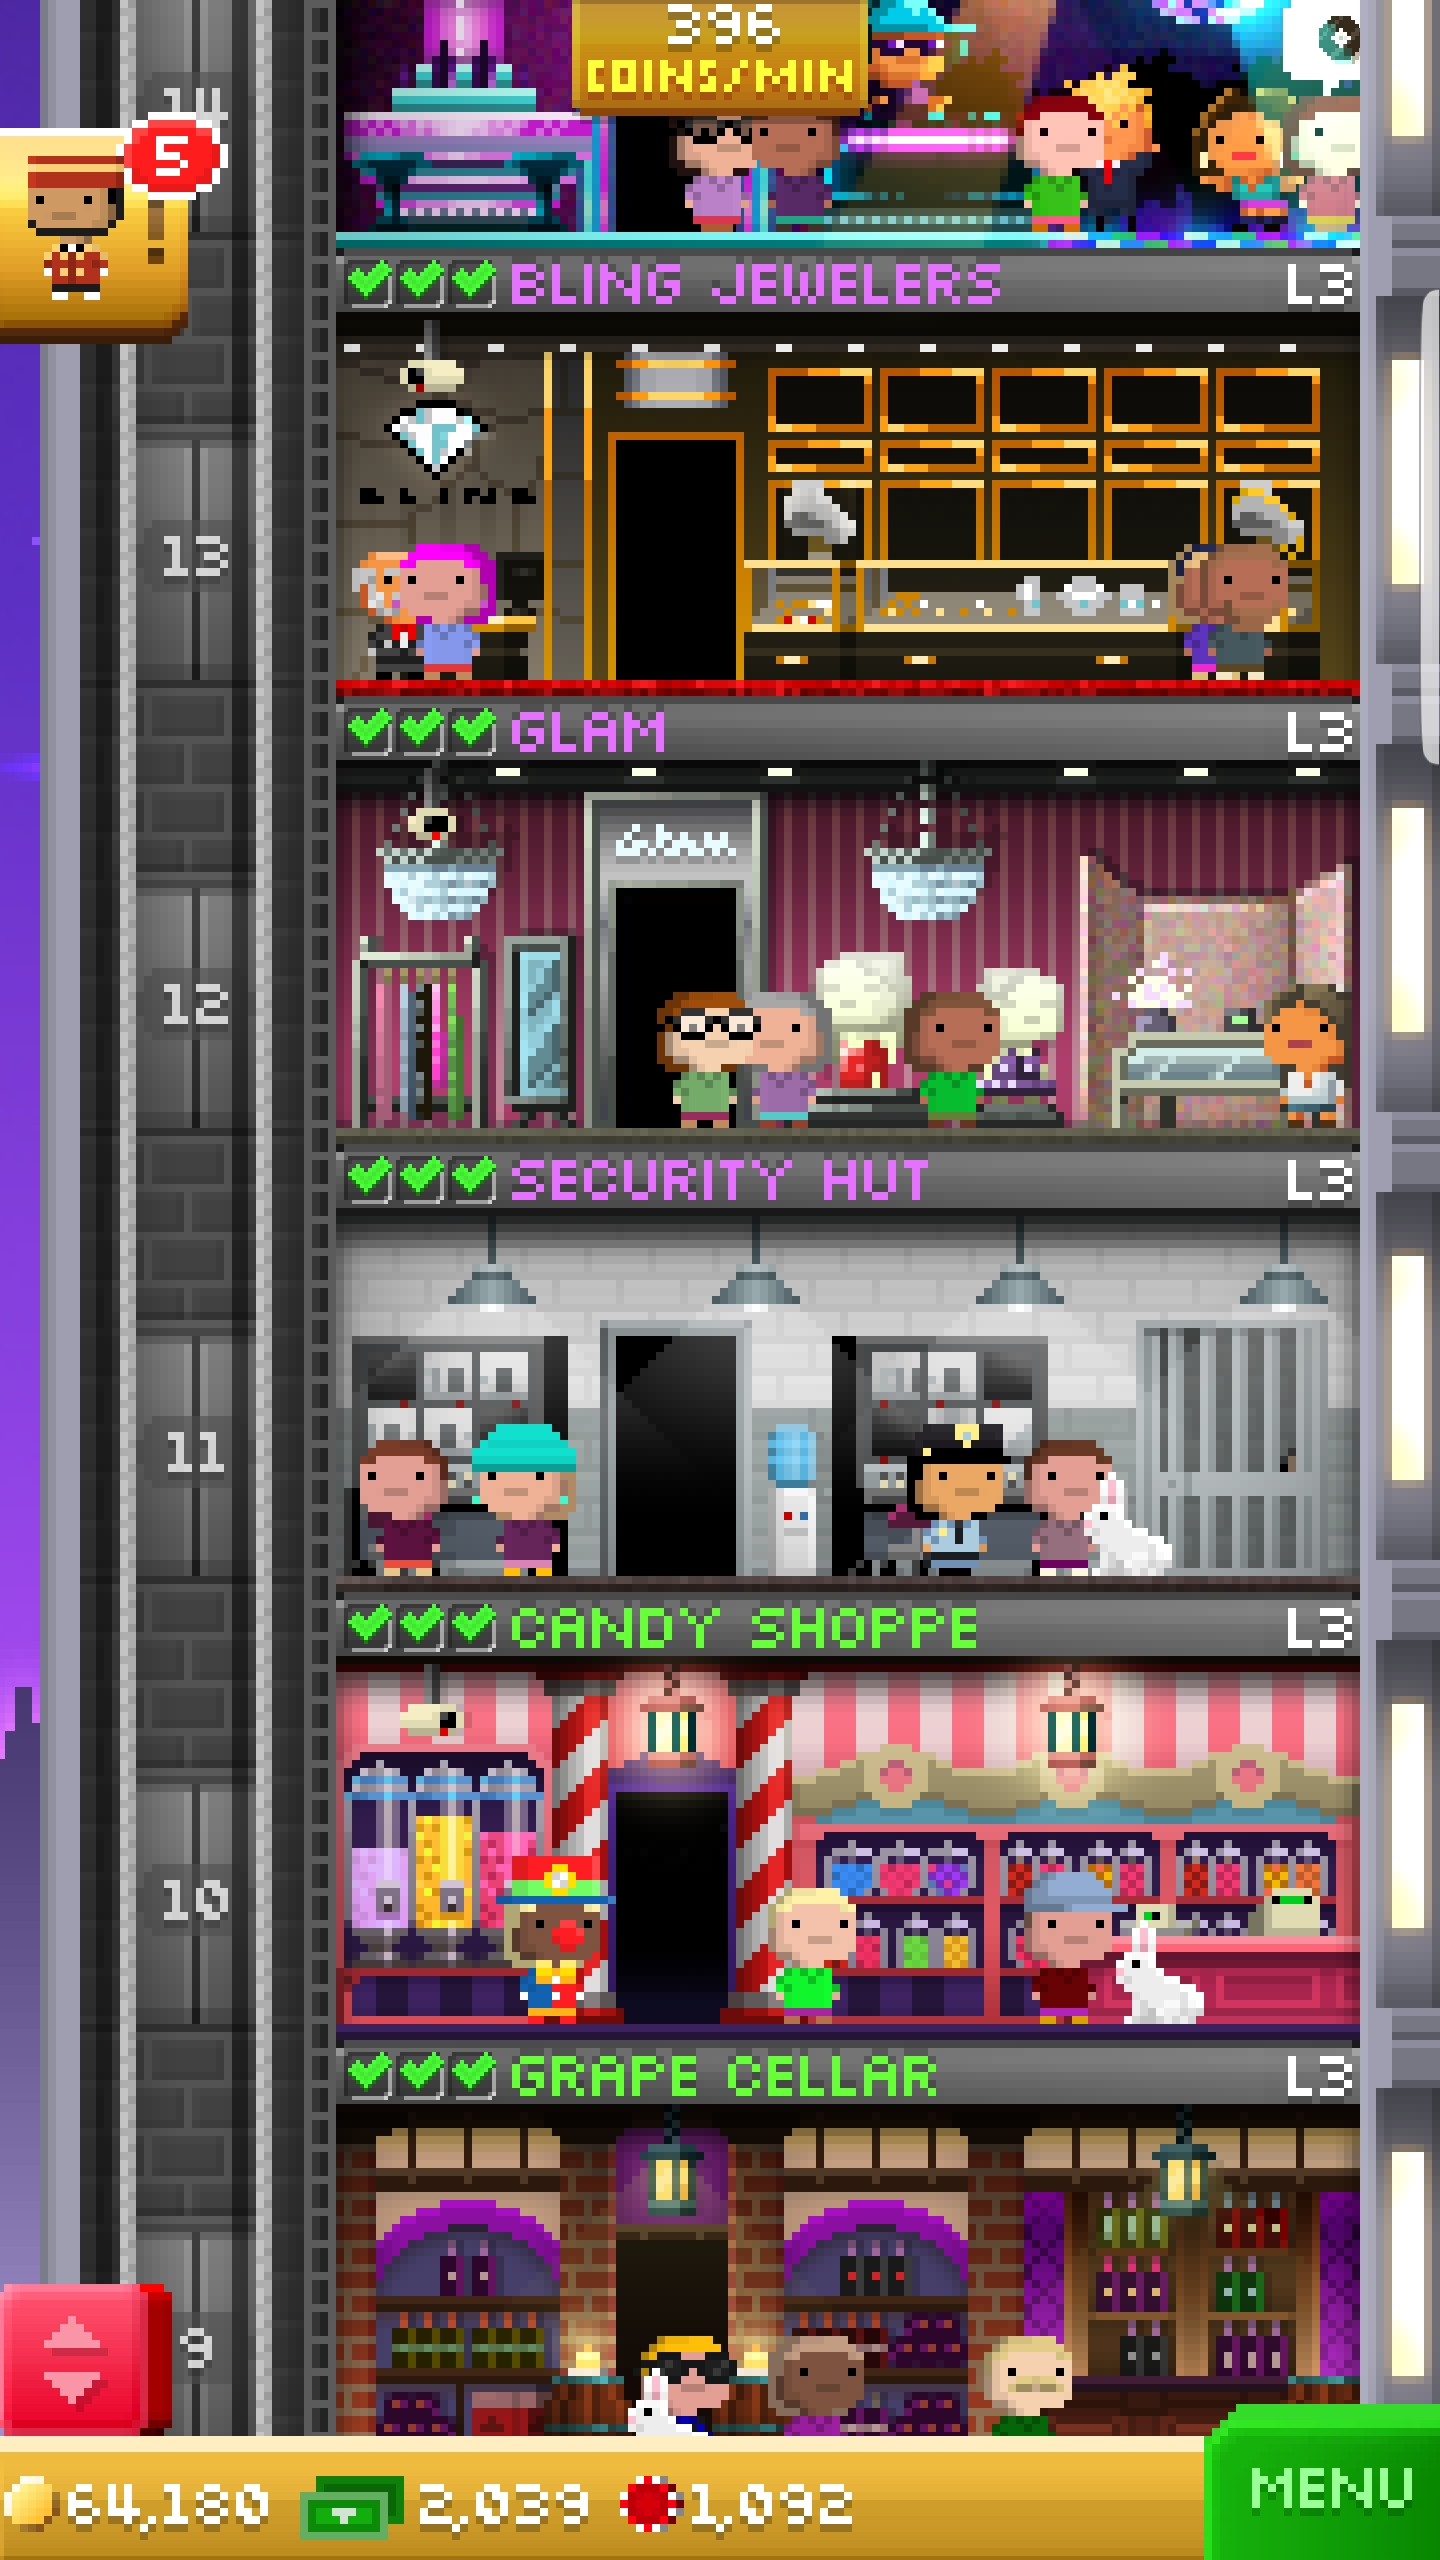 396
COINS/MIN
14
5
BLING JEWELERS L3
BLING
13
GLAM L3
Glam
12
SECURITY HUT L3
11
CANDY SHOPPE L3
10
GRAPE CELLAR L3
9
64,180 2,039 1,092
MENU